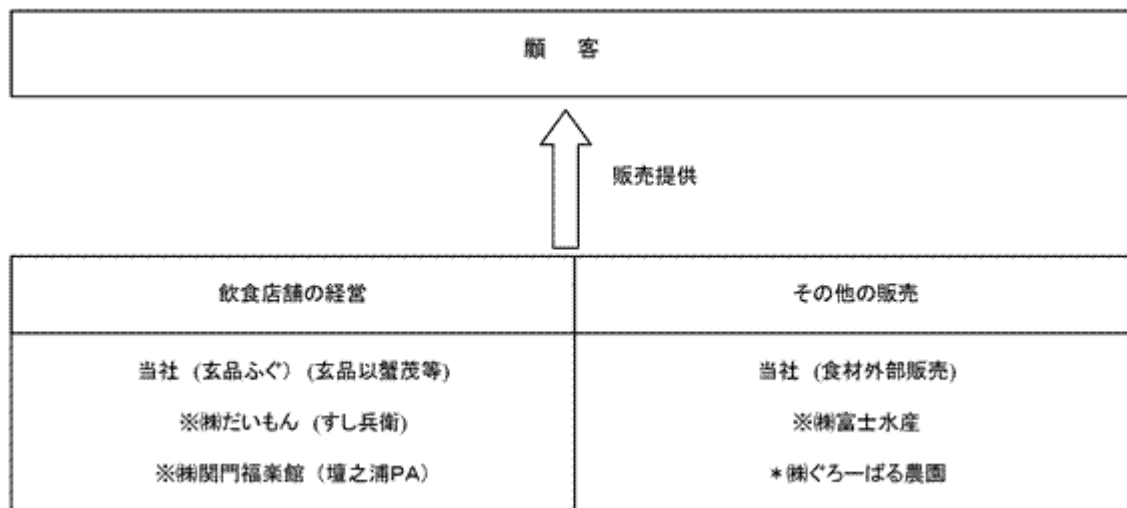 顧 客
販売提供
飲食店舗の経営
その他の販売
当社 (玄品ふぐ) (玄品以蟹茂等)
※㈱だいもん (すし兵衛)
※㈱関門福楽館 (壇之浦PA)
当社 (食材外部販売)
※㈱富士水産
*㈱ぐろーばる農園